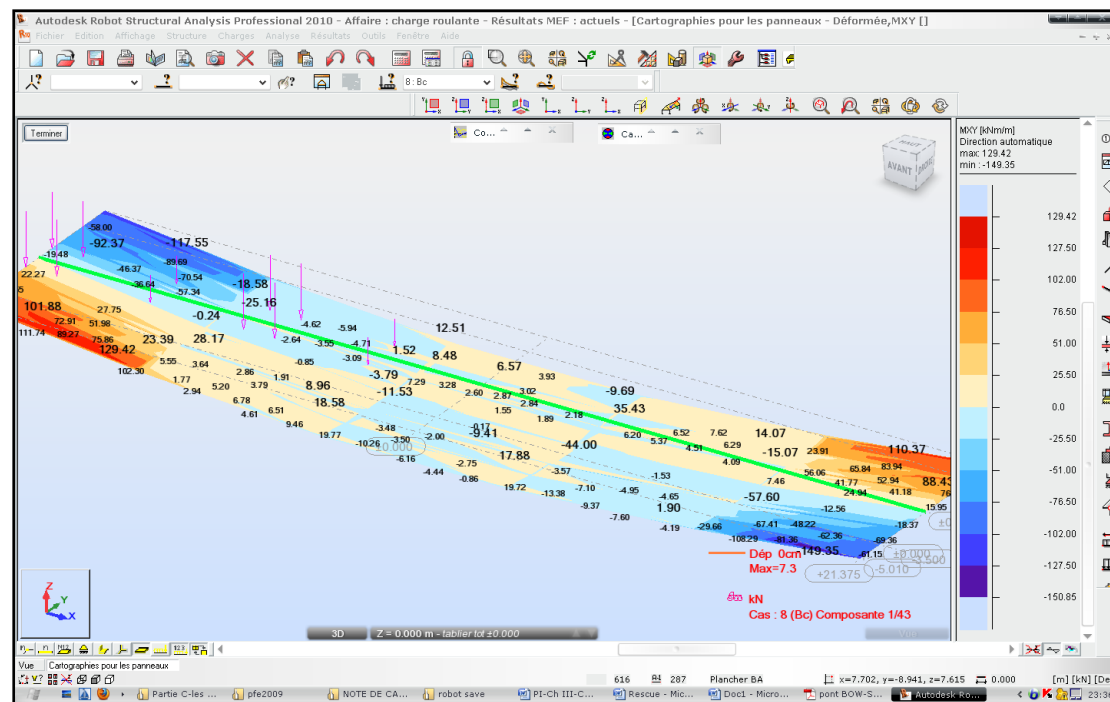 Autodesk Robot Structural Analysis Professional 2010 - Affaire : charge roulante - Résultats MEF : actuels - [Cartographies pour les panneaux - Déformée,MXY []
Fichier Edition Affichage Structure Charges Analyse Résultats Outils Fenêtre Aide
8 : Bc
Terminer
Co...
Ca...
HAUT
AVANT
MXY [kNm/m]
Direction automatique
max: 129.42
min : -149.35
129.42
127.50
102.00
76.50
51.00
25.50
0.0
-25.50
-51.00
-76.50
-102.00
-127.50
-150.85
-58.00
-92.37 -117.55
-19.48 -89.69
22.27 -46.37 -70.54
-36.64 -57.34 -18.58
101.88 27.75 -25.16
72.91 51.98 -0.24 -4.62 -5.94 12.51
111.74 89.27 75.86 23.39 28.17 -2.64 -3.55 -4.71
129.42 -3.09 1.52 8.48
102.30 5.55 3.64 -0.85 6.57
1.77 2.86 1.91 -3.79 7.29 3.28 3.93
2.94 5.20 3.79 8.96 -11.53 2.60 2.87 3.02 -9.69
6.78 18.58 1.55 2.84 35.43
4.61 6.51 1.89 2.18
9.46 -3.48 -0.17
19.77 -3.50 -2.00 -9.41 6.20 5.37 6.52 7.62 14.07
-10.26 -44.00 4.51 6.29 -15.07 23.91 110.37
±0.000
-6.16 17.88 4.09
-4.44 -2.75 -3.57 -1.53 7.46 56.06 65.84 83.94
-0.86 41.77 52.94 88.43
19.72 -13.38 -7.10 -4.95 -4.65 -57.60 24.94 41.18 76
-9.37 1.90 -12.56 15.95
-7.60 -4.19 -29.66 -67.41 -48.22 -18.37
-108.29 -81.36 -62.36 -69.36
Dép 0cm 149.35 -61.15 ±0.000 -3.500
Max=7.3 +21.375 -5.010
kN
Cas : 8 (Bc) Composante 1/43
Z Y X
3D Z = 0.000 m - tablier tot ±0.000
Vue Cartographies pour les panneaux
616 287 Plancher BA x=7.702, y=-8.941, z=7.615 0.000 [m] [kN] [De
Partie C-les ... pfe2009 NOTE DE CA... robot save PI-Ch III-C... Rescue - Mic... Doc1 - Micro... pont BOW-S... Autodesk Ro... 23:36